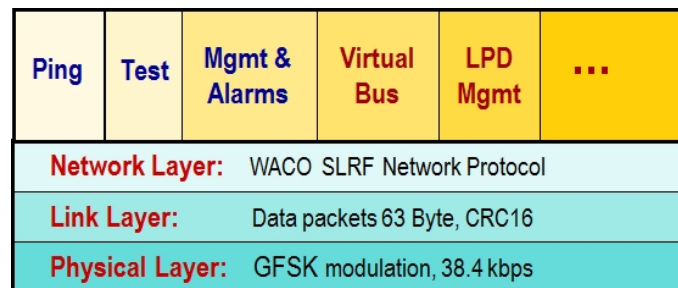 Ping
Test
Mgmt &
Alarms
Virtual
Bus
LPD
Mgmt
...
Network Layer: WACO SLRF Network Protocol
Link Layer: Data packets 63 Byte, CRC16
Physical Layer: GFSK modulation, 38.4 kbps